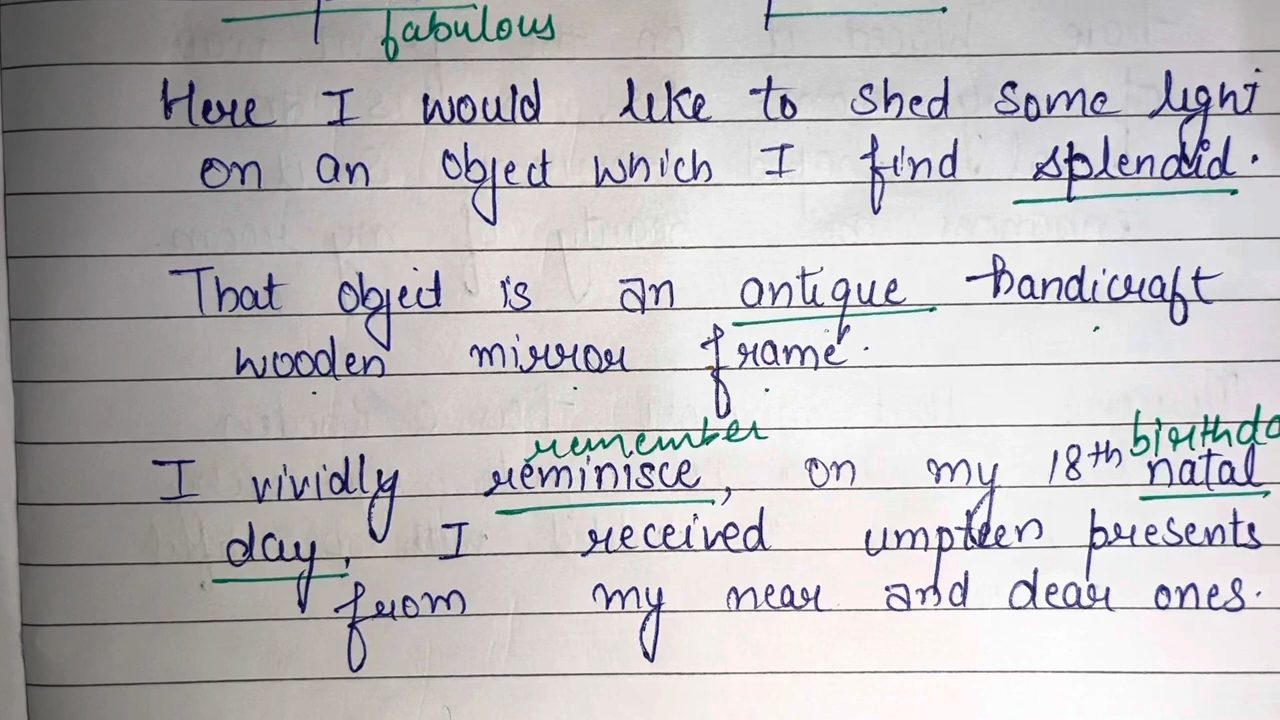 fabulous
Here I would like to shed some light
on an object which I find splendid.
That object is an antique handicraft
wooden mirror frame.
remember birthda
I vividly reminisce, on my 18th natal
day, I received umpteen presents
from my near and dear ones.